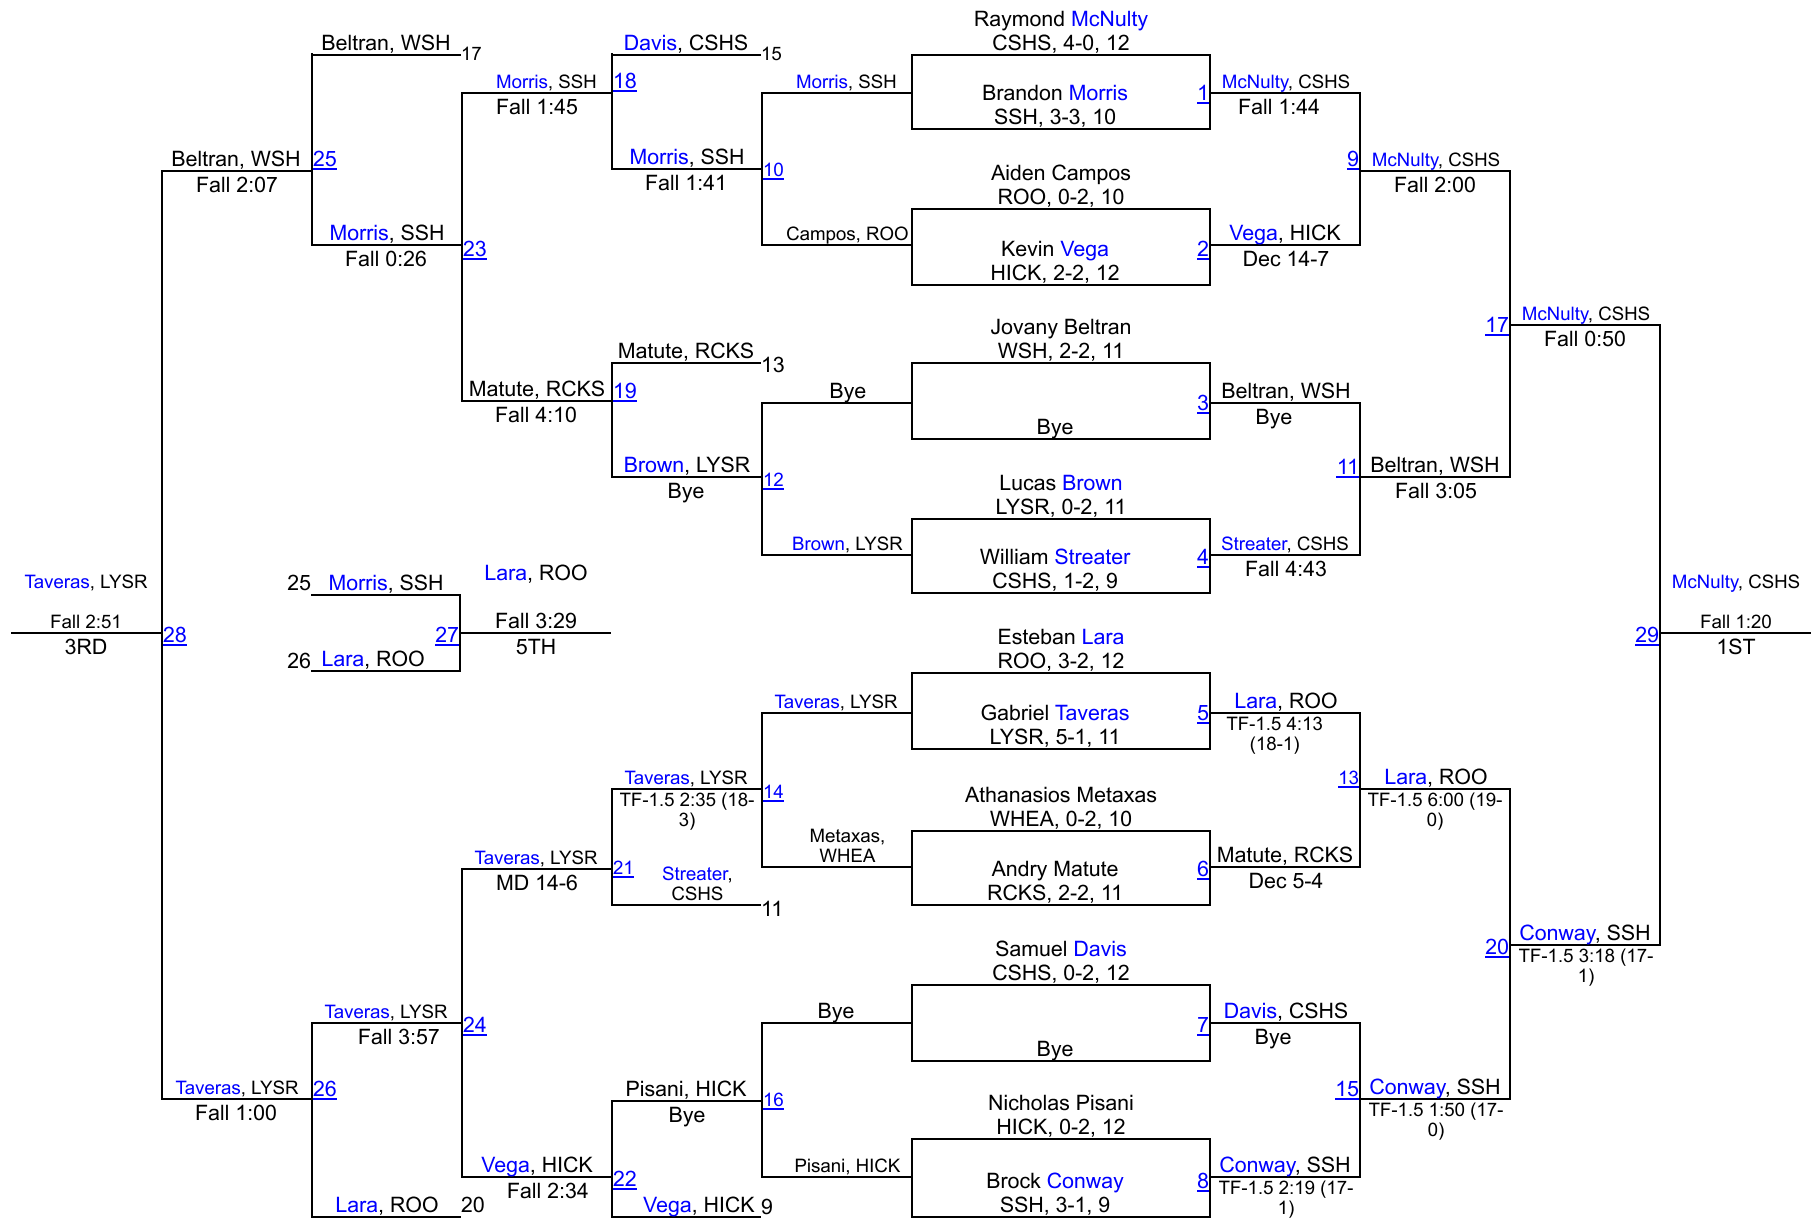 Raymond McNulty
CSHS, 4-0, 12
Beltran, WSH
17
Davis, CSHS
15
Morris, SSH
18
Fall 1:45
Morris, SSH
Brandon Morris
SSH, 3-3, 10
1
McNulty, CSHS
Fall 1:44
Beltran, WSH
25
Fall 2:07
Morris, SSH
Fall 1:41
10
Aiden Campos
ROO, 0-2, 10
9
McNulty, CSHS
Fall 2:00
Morris, SSH
Fall 0:26
23
Campos, ROO
Kevin Vega
HICK, 2-2, 12
2
Vega, HICK
Dec 14-7
Jovany Beltran
WSH, 2-2, 11
17
McNulty, CSHS
Fall 0:50
Matute, RCKS
13
Matute, RCKS
19
Fall 4:10
Bye
Bye
3
Beltran, WSH
Bye
Brown, LYSR
Bye
12
Lucas Brown
LYSR, 0-2, 11
11
Beltran, WSH
Fall 3:05
Brown, LYSR
William Streater
CSHS, 1-2, 9
4
Streater, CSHS
Fall 4:43
Taveras, LYSR
Fall 2:51
3RD
28
25
Morris, SSH
26
Lara, ROO
27
Lara, ROO
Fall 3:29
5TH
McNulty, CSHS
29
Fall 1:20
1ST
Esteban Lara
ROO, 3-2, 12
Taveras, LYSR
Gabriel Taveras
LYSR, 5-1, 11
5
Lara, ROO
TF-1.5 4:13
(18-1)
Taveras, LYSR
TF-1.5 2:35 (18-
3)
14
Athanasios Metaxas
WHEA, 0-2, 10
13
Lara, ROO
TF-1.5 6:00 (19-
0)
Metaxas,
WHEA
Andry Matute
RCKS, 2-2, 11
6
Matute, RCKS
Dec 5-4
Taveras, LYSR
MD 14-6
21
Streater,
CSHS
11
Samuel Davis
CSHS, 0-2, 12
20
Conway, SSH
TF-1.5 3:18 (17-
1)
Taveras, LYSR
Fall 3:57
24
Bye
Bye
7
Davis, CSHS
Bye
Taveras, LYSR
Fall 1:00
26
Pisani, HICK
Bye
16
Nicholas Pisani
HICK, 0-2, 12
15
Conway, SSH
TF-1.5 1:50 (17-
0)
Vega, HICK
Fall 2:34
22
Pisani, HICK
Brock Conway
SSH, 3-1, 9
8
Conway, SSH
TF-1.5 2:19 (17-
1)
Lara, ROO
20
Vega, HICK
9